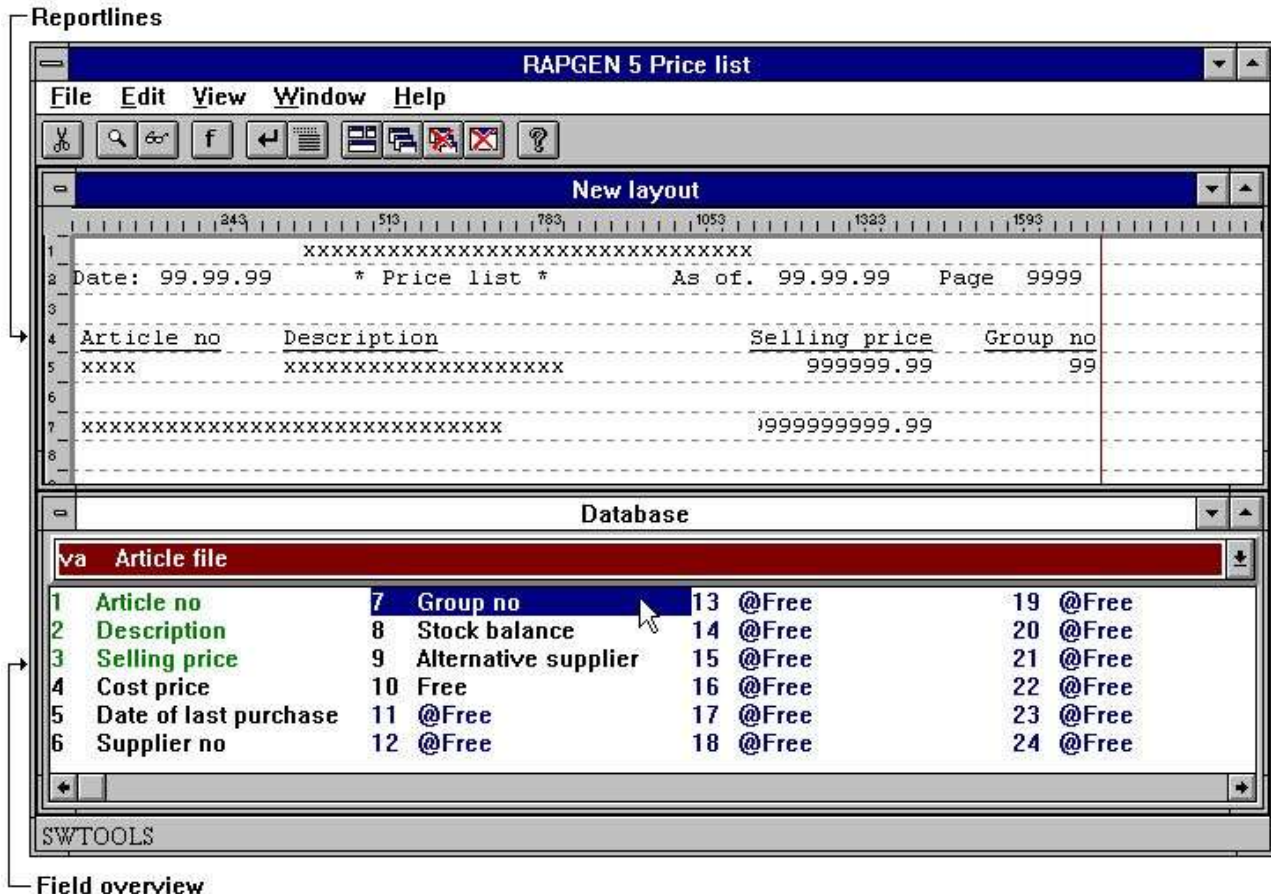 Reportlines
RAPGEN 5 Price list
File Edit View Window Help
f
New layout
243 513 783 1053 1323 1593
1 xxxxxxxxxxxxxxxxxxxxxxxxxxxxxxxx
2 Date: 99.99.99 * Price list * As of. 99.99.99 Page 9999
3
4 Article no Description Selling price Group no
5 xxxx xxxxxxxxxxxxxxxxxxxx 999999.99 99
6
7 xxxxxxxxxxxxxxxxxxxxxxxxxxxxxx 9999999999.99
8
Database
va Article file
1 Article no 7 Group no 13 @Free 19 @Free
2 Description 8 Stock balance 14 @Free 20 @Free
3 Selling price 9 Alternative supplier 15 @Free 21 @Free
4 Cost price 10 Free 16 @Free 22 @Free
5 Date of last purchase 11 @Free 17 @Free 23 @Free
6 Supplier no 12 @Free 18 @Free 24 @Free
SWTOOLS
Field overview